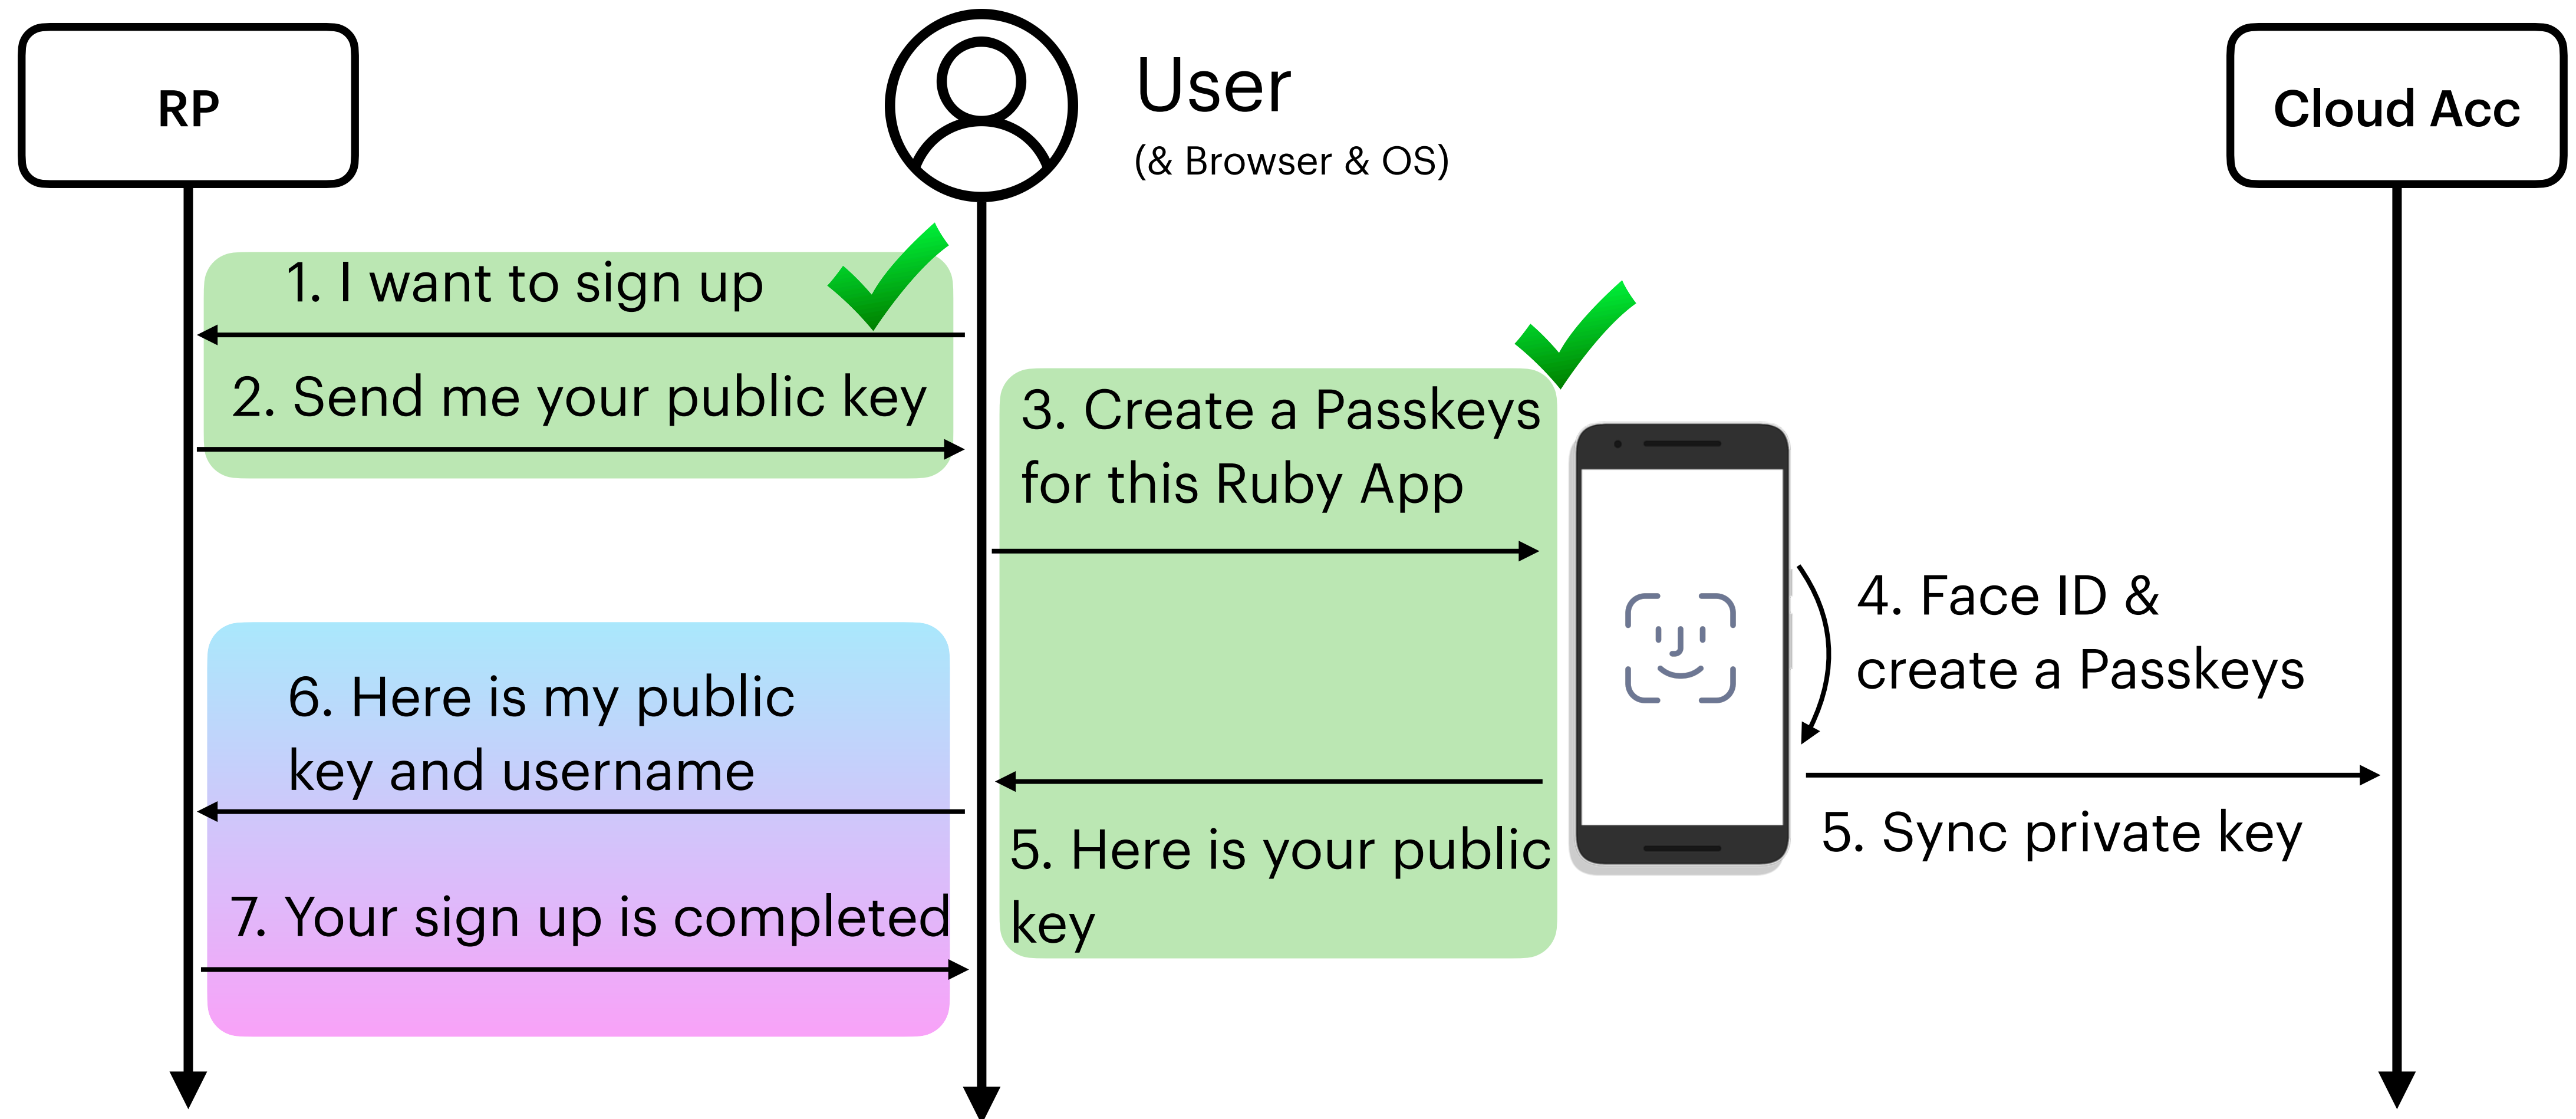 RP
User
(& Browser & OS)
Cloud Acc
1. I want to sign up
2. Send me your public key
3. Create a Passkeys
for this Ruby App
4. Face ID &
create a Passkeys
5. Sync private key
5. Here is your public
key
6. Here is my public
key and username
7. Your sign up is completed